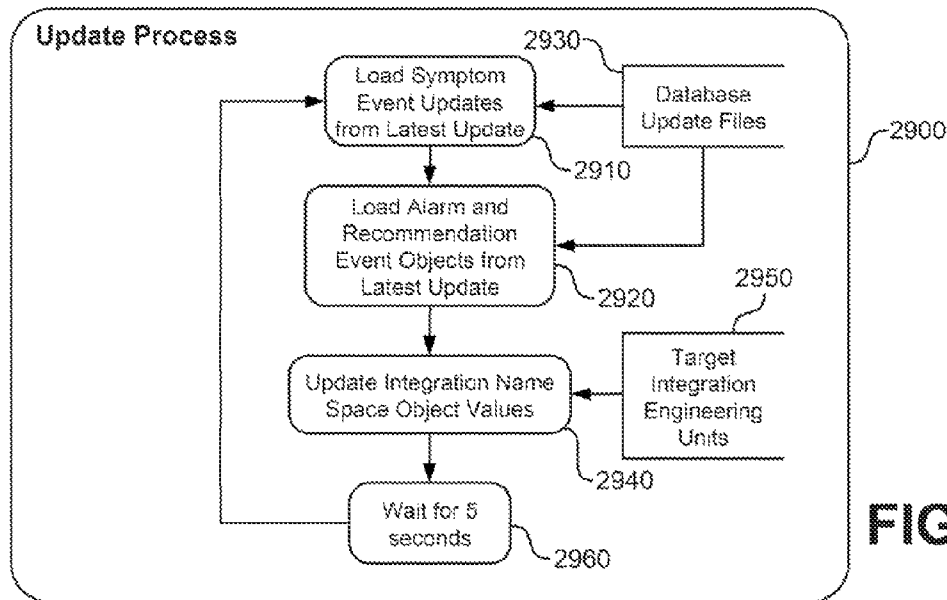 Update Process
2930
Load Symptom
Event Updates
from Latest Update
Database
Update Files
2900
2910
Load Alarm and
Recommendation
Event Objects from
Latest Update
2920
2950
Update Integration Name
Space Object Values
Target
Integration
Engineering
Units
2940
Wait for 5
seconds
2960
FIG